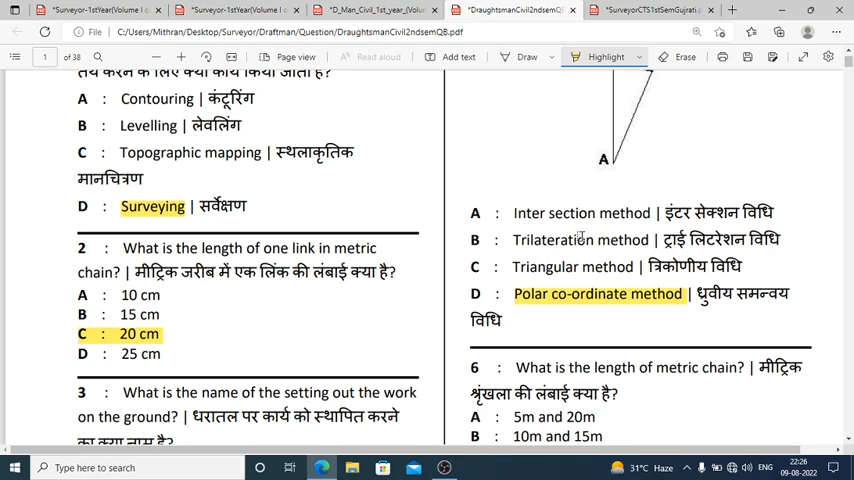 *Surveyor-1stYear(Volume I o
*Surveyor-1stYear(Volume I o
*D_Man_Civil_1st_year_(Volum
*DraughtsmanCivil2ndsemQB.p
*SurveyorCTS1stSemGujrati.pc
File | C:/Users/Mithran/Desktop/Surveyor/Draftman/Question/DraughtsmanCivil2ndsemQB.pdf
1 of 38
Page view
Read aloud
Add text
Draw
Highlight
Erase
तय करने के लिए क्या कार्य किया जाता है?
A : Contouring | कंटूरिंग
B : Levelling | लेवलिंग
C : Topographic mapping | स्थलाकृतिक
मानचित्रण
D : Surveying | सर्वेक्षण
2 : What is the length of one link in metric
chain? | मीट्रिक जरीब में एक लिंक की लंबाई क्या है?
A : 10 cm
B : 15 cm
C : 20 cm
D : 25 cm
3 : What is the name of the setting out the work
on the ground? | धरातल पर कार्य को स्थापित करने
का क्या नाम है?
A
A : Inter section method | इंटर सेक्शन विधि
B : Trilateration method | ट्राई लिटरेशन विधि
C : Triangular method | त्रिकोणीय विधि
D : Polar co-ordinate method | ध्रुवीय समन्वय
विधि
6 : What is the length of metric chain? | मीट्रिक
श्रृंखला की लंबाई क्या है?
A : 5m and 20m
B : 10m and 15m
Type here to search
31°C Haze
ENG
22:26
09-08-2022